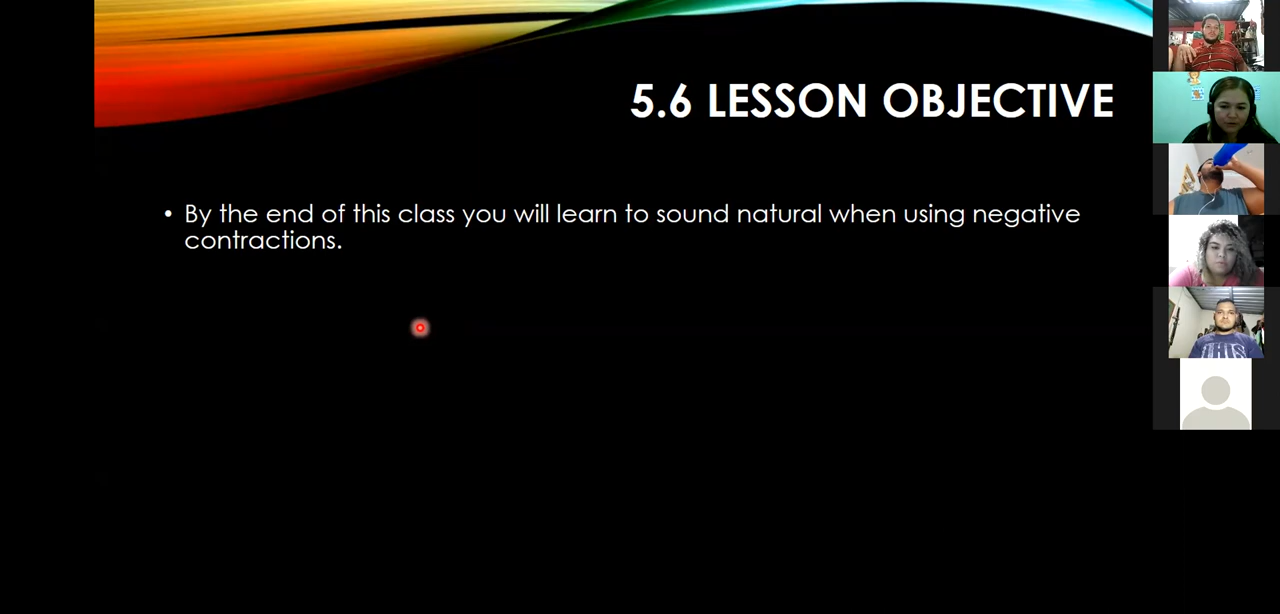 5.6 LESSON OBJECTIVE
• By the end of this class you will learn to sound natural when using negative
contractions.